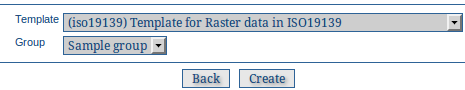 Template (iso19139) Template for Raster data in ISO19139
Group Sample group
Back Create